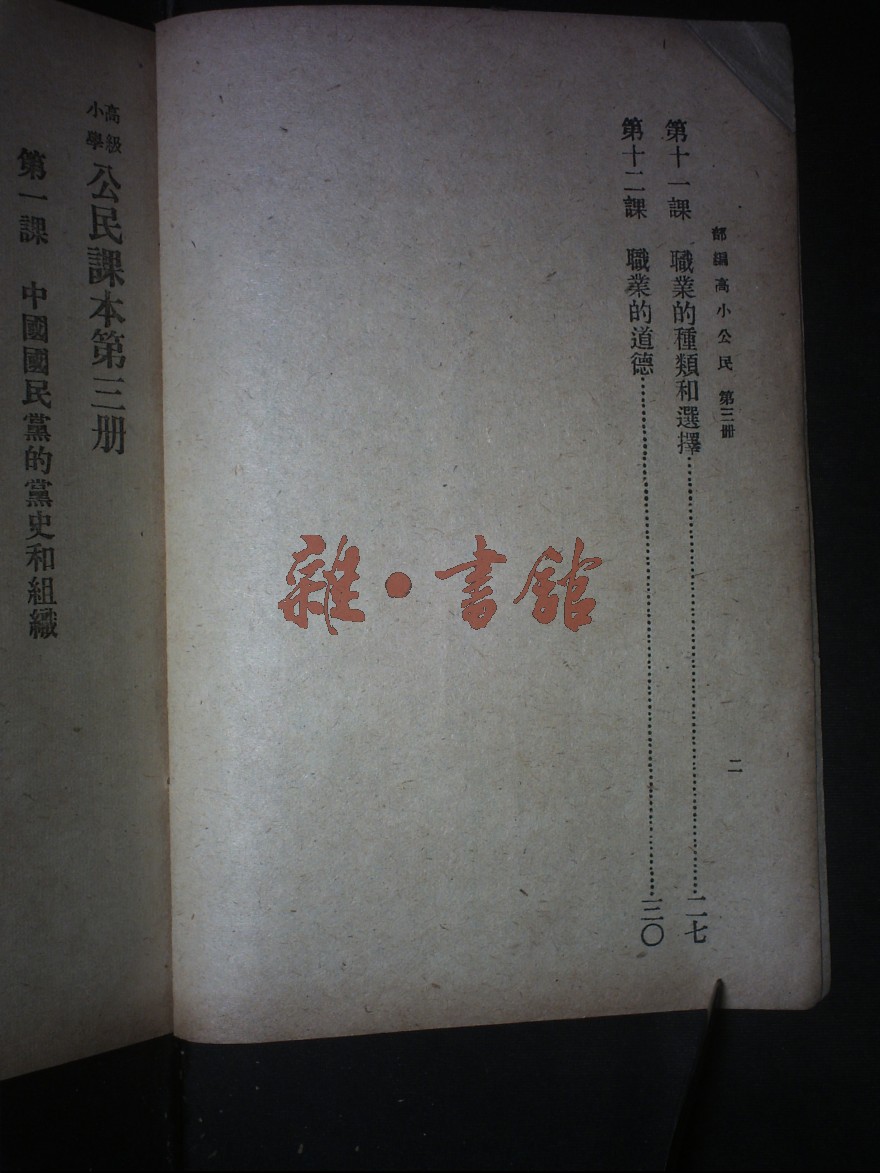 部編高小公民 第三册
二
第十一課 職業的種類和選擇……二七
第十二課 職業的道德……三〇
雜·書館
高級小學 公民課本第三册
第一課 中國國民黨的黨史和組織